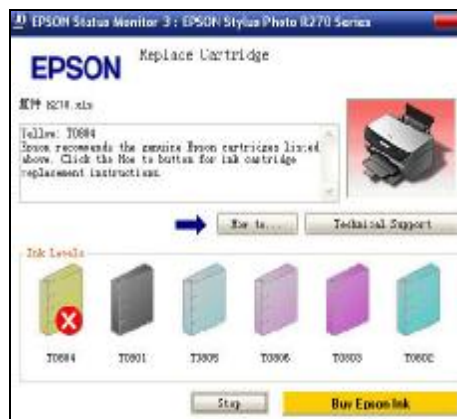 EPSON Status Monitor 3 : EPSON Stylus Photo R270 Series
EPSON
Replace Cartridge
R270.xls
Yellow: T0804
Epson recommends the genuine Epson cartridges listed
above. Click the How to button for ink cartridge
replacement instructions.
How to...
Technical Support
Ink Levels
T0804
T0801
T0805
T0806
T0803
T0802
Stop
Buy Epson Ink